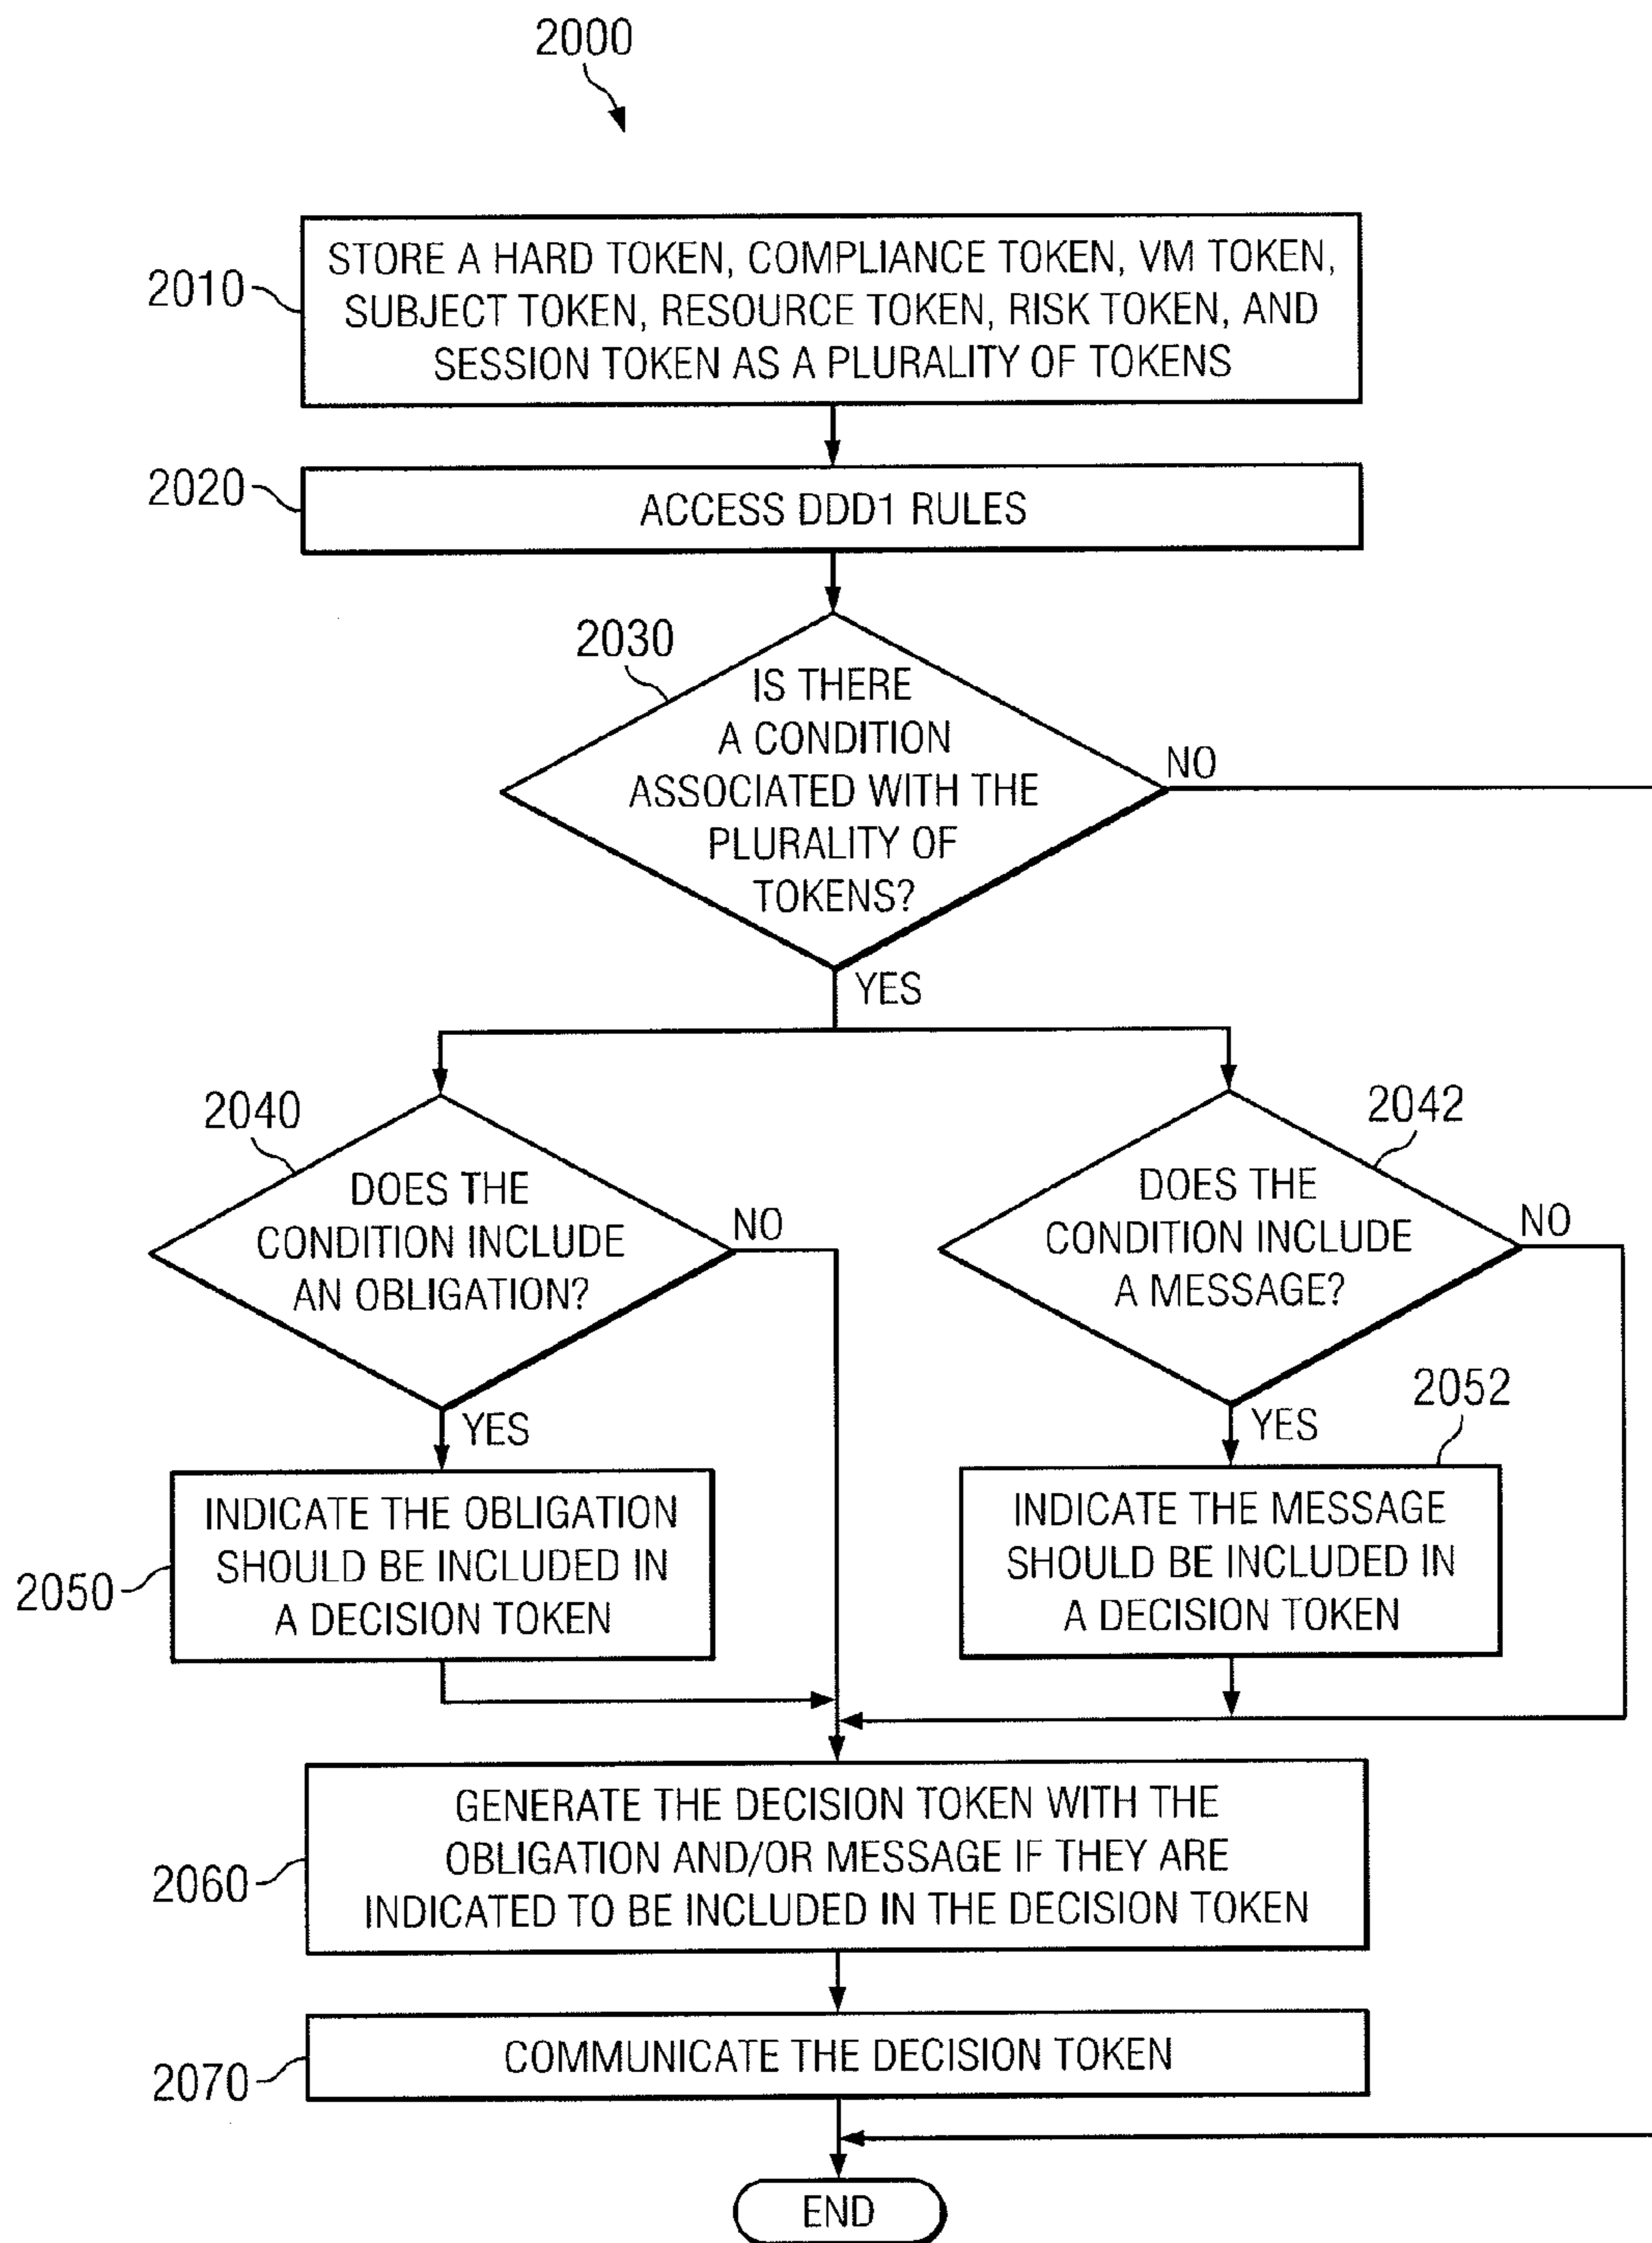 2000
2010
STORE A HARD TOKEN, COMPLIANCE TOKEN, VM TOKEN,
SUBJECT TOKEN, RESOURCE TOKEN, RISK TOKEN, AND
SESSION TOKEN AS A PLURALITY OF TOKENS
2020
ACCESS DDD1 RULES
2030
IS THERE
A CONDITION
ASSOCIATED WITH THE
PLURALITY OF
TOKENS?
NO
YES
2040
DOES THE
CONDITION INCLUDE
AN OBLIGATION?
NO
YES
2042
DOES THE
CONDITION INCLUDE
A MESSAGE?
NO
YES
2050
INDICATE THE OBLIGATION
SHOULD BE INCLUDED IN
A DECISION TOKEN
2052
INDICATE THE MESSAGE
SHOULD BE INCLUDED IN
A DECISION TOKEN
2060
GENERATE THE DECISION TOKEN WITH THE
OBLIGATION AND/OR MESSAGE IF THEY ARE
INDICATED TO BE INCLUDED IN THE DECISION TOKEN
2070
COMMUNICATE THE DECISION TOKEN
END